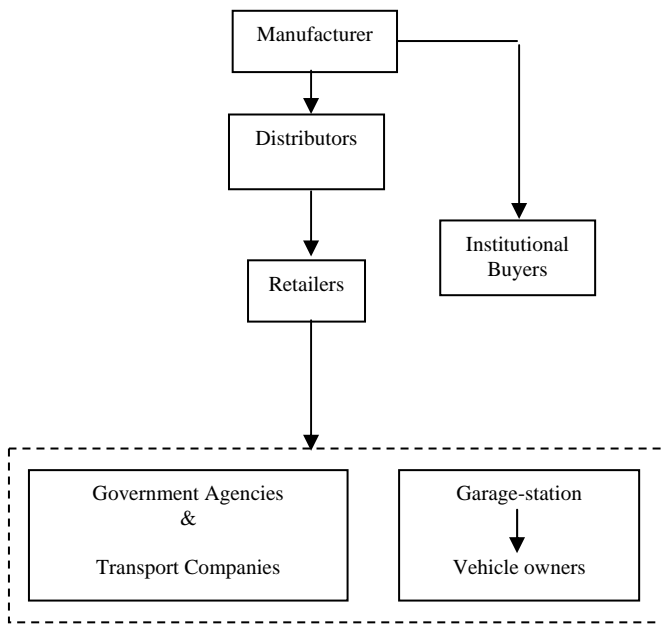 Manufacturer
Distributors
Institutional
Buyers
Retailers
Government Agencies
&
Transport Companies
Garage-station
Vehicle owners